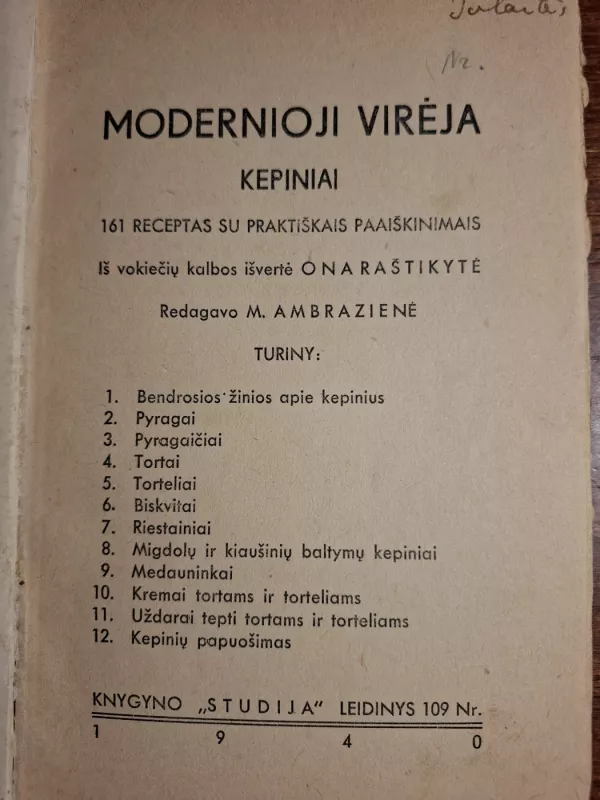 Nr.
MODERNIOJI VIRĖJA
KEPINIAI
161 RECEPTAS SU PRAKTIŠKAIS PAAIŠKINIMAIS
Iš vokiečių kalbos išvertė ONA RAŠTIKYTĖ
Redagavo M. AMBRAZIENĖ
TURINY:
1. Bendrosios žinios apie kepinius
2. Pyragai
3. Pyragaičiai
4. Tortai
5. Torteliai
6. Biskvitai
7. Riestainiai
8. Migdolų ir kiaušinių baltymų kepiniai
9. Medauninkai
10. Kremai tortams ir torteliams
11. Uždarai tepti tortams ir torteliams
12. Kepinių papuošimas
KNYGYNO „STUDIJA" LEIDINYS 109 Nr.
1 9 4 0